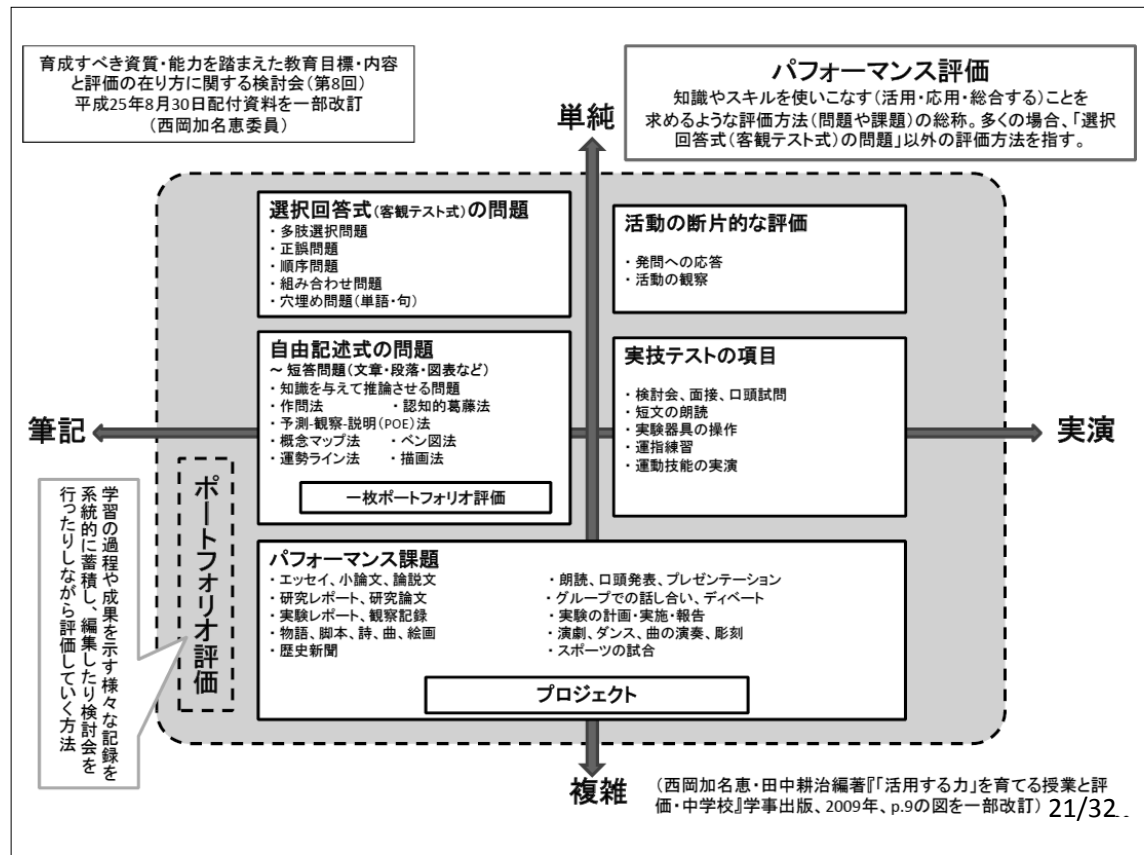 育成すべき資質・能力を踏まえた教育目標・内容
と評価の在り方に関する検討会(第8回)
平成25年8月30日配付資料を一部改訂
(西岡加名恵委員)
パフォーマンス評価
知識やスキルを使いこなす(活用・応用・総合する)ことを
求めるような評価方法(問題や課題)の総称。多くの場合、「選択
回答式(客観テスト式)の問題」以外の評価方法を指す。
単純
選択回答式(客観テスト式)の問題
・多肢選択問題
・正誤問題
・順序問題
・組み合わせ問題
・穴埋め問題(単語・句)
活動の断片的な評価
・発問への応答
・活動の観察
自由記述式の問題
～短答問題(文章・段落・図表など)
・知識を与えて推論させる問題
・作問法 ・認知的葛藤法
・予測-観察-説明(POE)法
・概念マップ法 ・ベン図法
・運勢ライン法 ・描画法
一枚ポートフォリオ評価
実技テストの項目
・検討会、面接、口頭試問
・短文の朗読
・実験器具の操作
・運指練習
・運動技能の実演
筆記
実演
ポートフォリオ評価
学習の過程や成果を示す様々な記録を
系統的に蓄積し、編集したり検討会を
行ったりしながら評価していく方法
パフォーマンス課題
・エッセイ、小論文、論説文
・研究レポート、研究論文
・実験レポート、観察記録
・物語、脚本、詩、曲、絵画
・歴史新聞
・朗読、口頭発表、プレゼンテーション
・グループでの話し合い、ディベート
・実験の計画・実施・報告
・演劇、ダンス、曲の演奏、彫刻
・スポーツの試合
プロジェクト
複雑
(西岡加名恵・田中耕治編著『「活用する力」を育てる授業と評
価・中学校』学事出版、2009年、p.9の図を一部改訂)
21/32